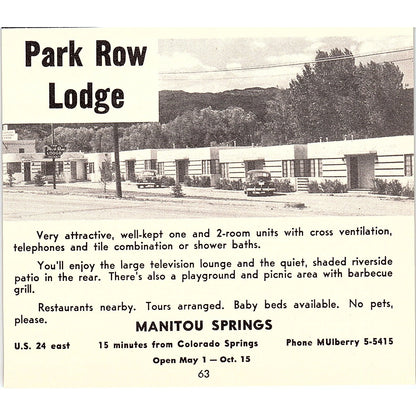 Park Row
Lodge
Very attractive, well-kept one and 2-room units with cross ventilation,
telephones and tile combination or shower baths.
You'll enjoy the large television lounge and the quiet, shaded riverside
patio in the rear. There's also a playground and picnic area with barbecue
grill.
Restaurants nearby. Tours arranged. Baby beds available. No pets,
please.
MANITOU SPRINGS
U.S. 24 east 15 minutes from Colorado Springs Phone MUlberry 5-5415
Open May 1 — Oct. 15
63